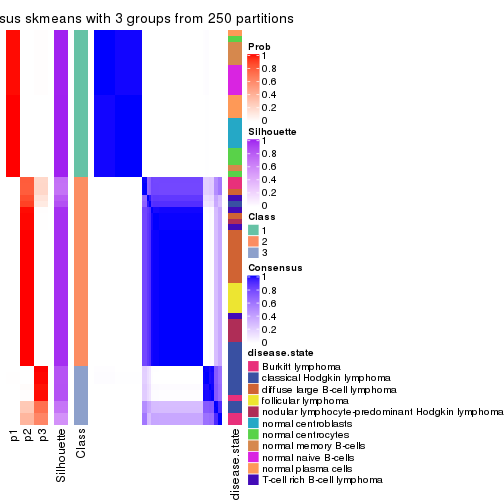 sus skmeans with 3 groups from 250 partitions
Prob
1
0.8
0.6
0.4
0.2
0
Silhouette
1
0.8
0.6
0.4
0.2
0
Class
1
2
3
Consensus
1
0.8
0.6
0.4
0.2
0
disease.state
Burkitt lymphoma
classical Hodgkin lymphoma
diffuse large B-cell lymphoma
follicular lymphoma
nodular lymphocyte-predominant Hodgkin lymphoma
normal centroblasts
normal centrocytes
normal memory B-cells
normal naive B-cells
normal plasma cells
T-cell rich B-cell lymphoma
p1
p2
p3
Silhouette
Class
disease.state